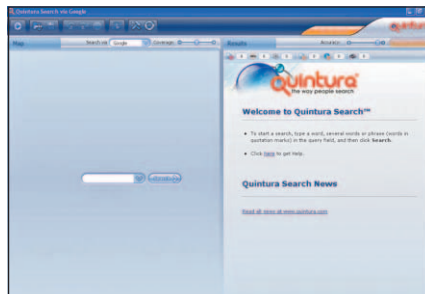 Quintura Search via Google
Map
Search via
Google
Coverage
Results
Accuracy
Quintura
the way people search
Welcome to Quintura Search™
• To start a search, type a word, several words or phrase (words in
quotation marks) in the query field, and then click search.
• Click here to get help.
Quintura Search News
Read all news at www.quintura.com